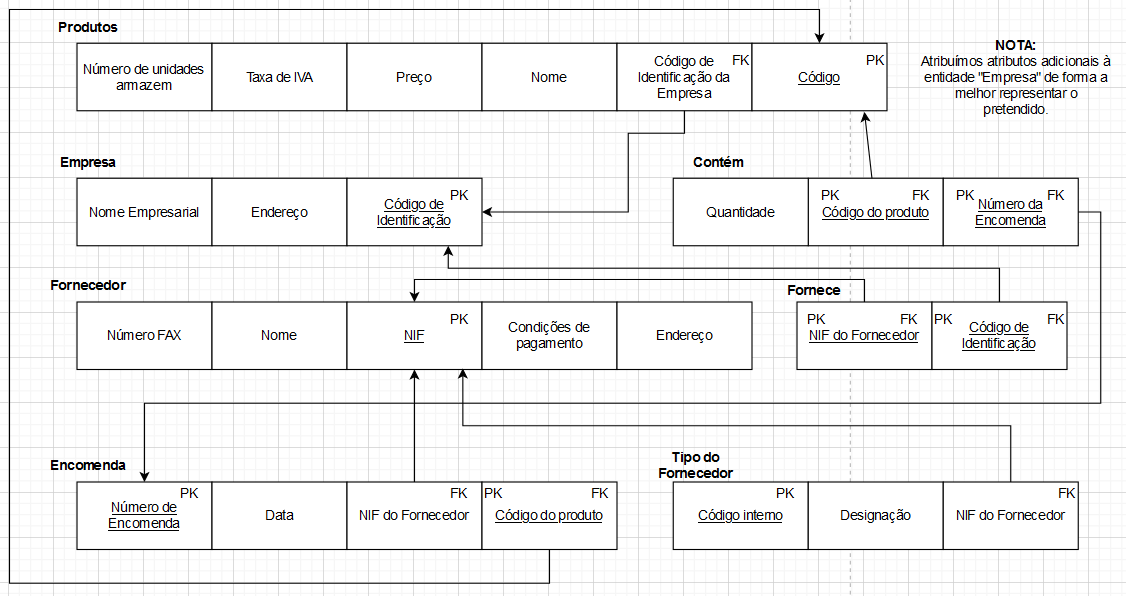 Produtos
Número de unidades
armazem
Taxa de IVA
Preço
Nome
Código de
Identificação da
Empresa
FK
Código
PK
NOTA:
Atribuímos atributos adicionais à
entidade "Empresa" de forma a
melhor representar o
pretendido.
Empresa
Nome Empresarial
Endereço
Código de
Identificação
PK
Contém
Quantidade
PK
FK
Código do produto
PK
FK
Número da
Encomenda
Fornecedor
Número FAX
Nome
NIF
PK
Condições de
pagamento
Endereço
Fornece
PK
FK
NIF do Fornecedor
PK
FK
Código de
Identificação
Encomenda
PK
Número de
Encomenda
Data
FK
NIF do Fornecedor
PK
FK
Código do produto
Tipo do
Fornecedor
PK
Código interno
Designação
FK
NIF do Fornecedor